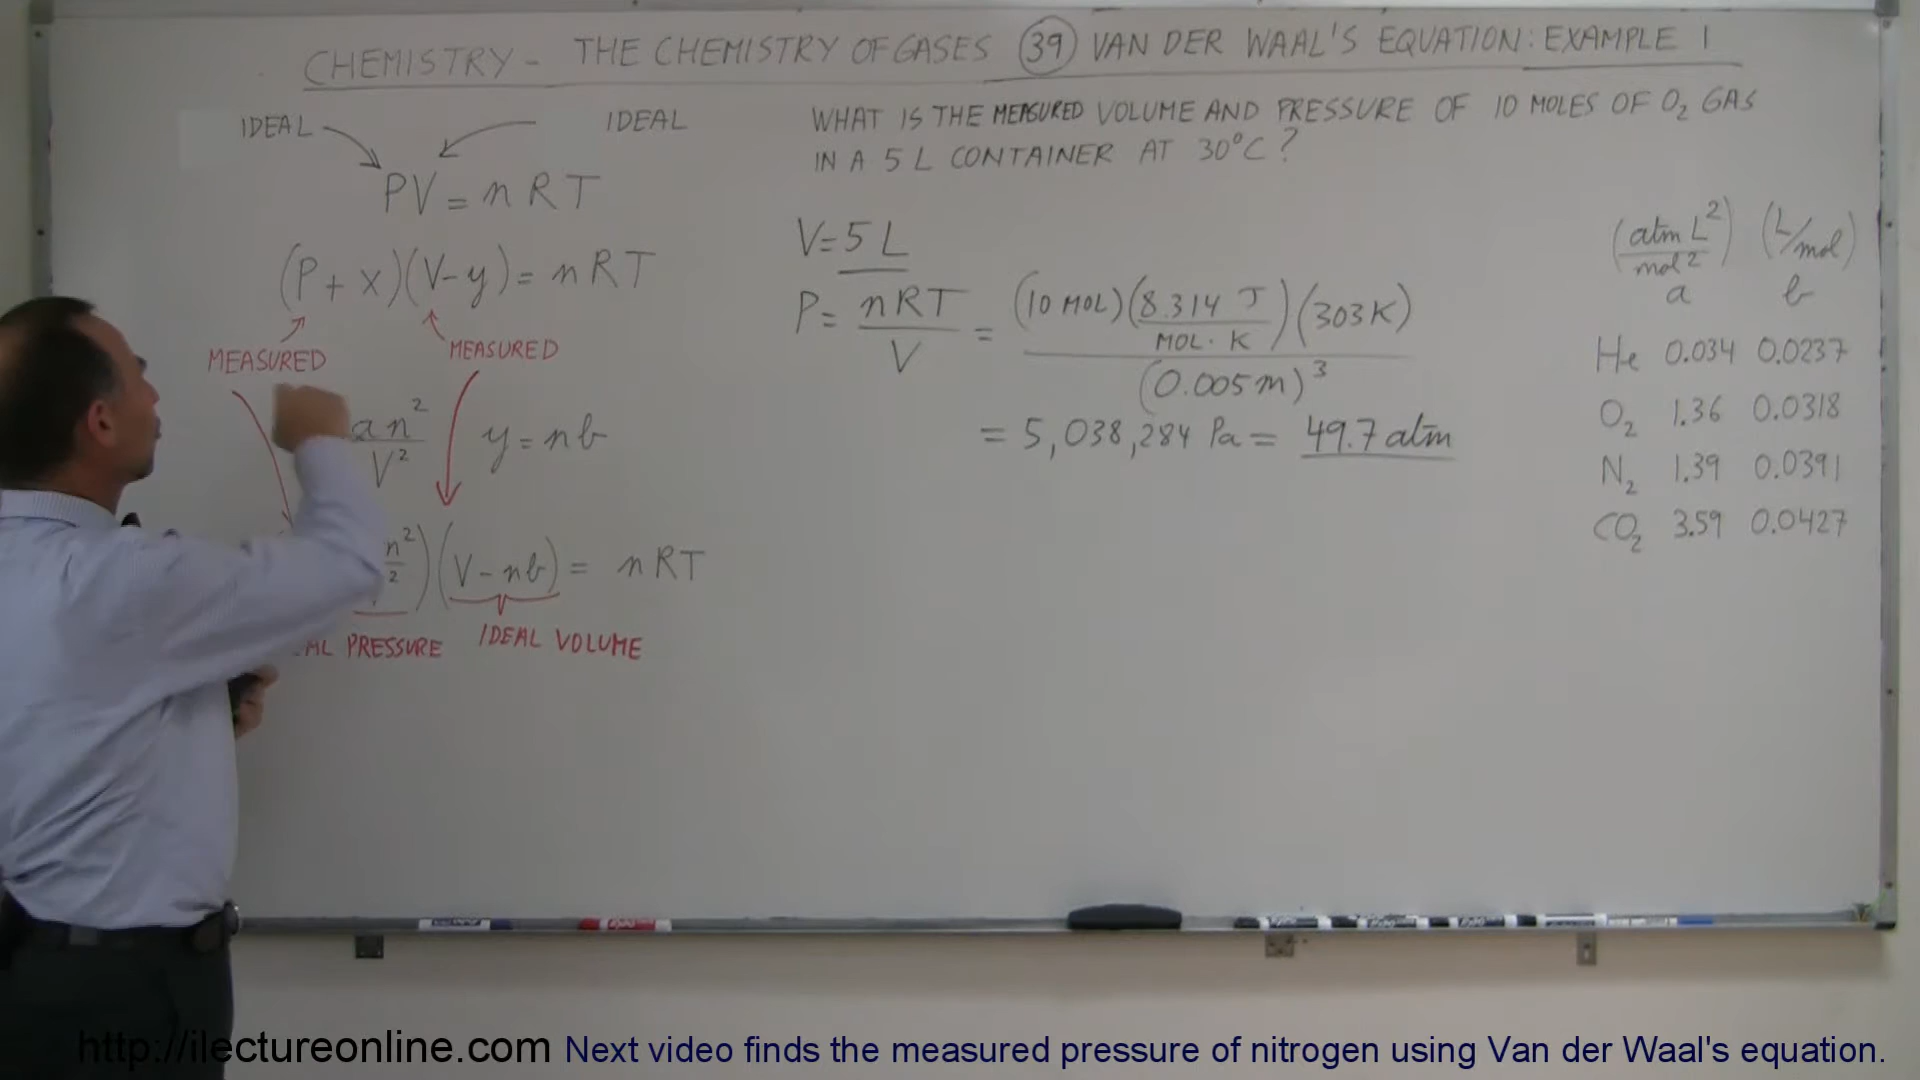 CHEMISTRY - THE CHEMISTRY OF GASES 39 VAN DER WAAL'S EQUATION: EXAMPLE 1
IDEAL IDEAL
PV = nRT
(P + x)(V - y) = nRT
MEASURED MEASURED
an²/V² y = nb
n²/2)(V - nb) = nRT
PRESSURE IDEAL VOLUME
WHAT IS THE MEASURED VOLUME AND PRESSURE OF 10 MOLES OF O₂ GAS
IN A 5 L CONTAINER AT 30°C?
V = 5 L
P = nRT/V = (10 MOL)(8.314 J/MOL·K)(303K)/(0.005m)³
= 5,038,284 Pa = 49.7 atm
(atm L²/mol²) (L/mol)
a b
He 0.034 0.0237
O₂ 1.36 0.0318
N₂ 1.39 0.0391
CO₂ 3.59 0.0427
http://ilectureonline.com Next video finds the measured pressure of nitrogen using Van der Waal's equation.